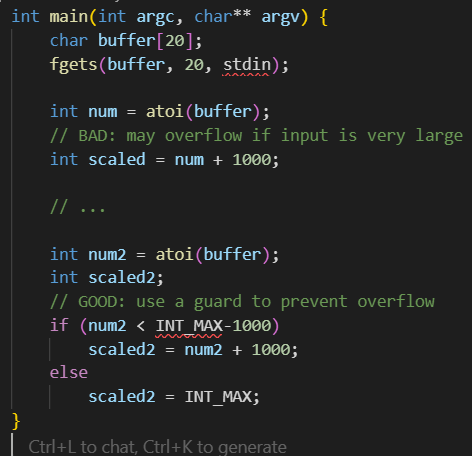 int main(int argc, char** argv) {
    char buffer[20];
    fgets(buffer, 20, stdin);

    int num = atoi(buffer);
    // BAD: may overflow if input is very large
    int scaled = num + 1000;

    // ...

    int num2 = atoi(buffer);
    int scaled2;
    // GOOD: use a guard to prevent overflow
    if (num2 < INT_MAX-1000)
        scaled2 = num2 + 1000;
    else
        scaled2 = INT_MAX;
}
Ctrl+L to chat, Ctrl+K to generate